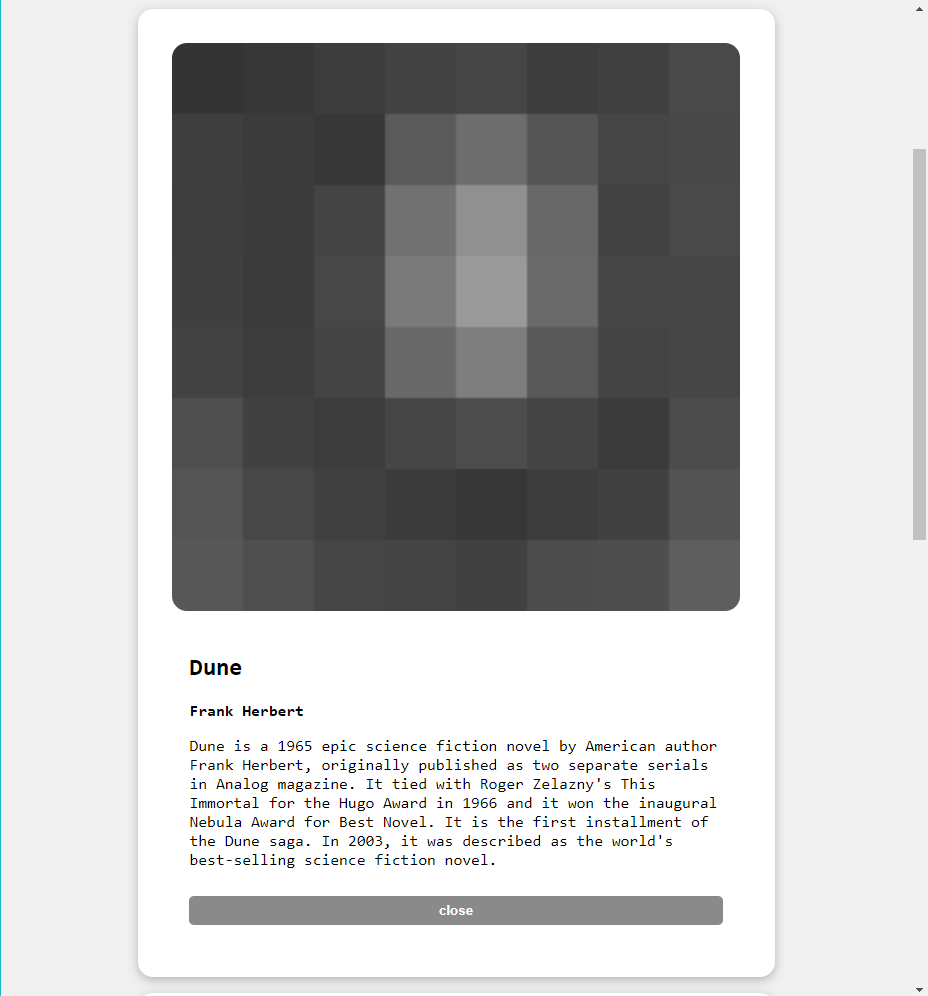 Dune
Frank Herbert
Dune is a 1965 epic science fiction novel by American author
Frank Herbert, originally published as two separate serials
in Analog magazine. It tied with Roger Zelazny's This
Immortal for the Hugo Award in 1966 and it won the inaugural
Nebula Award for Best Novel. It is the first installment of
the Dune saga. In 2003, it was described as the world's
best-selling science fiction novel.
close